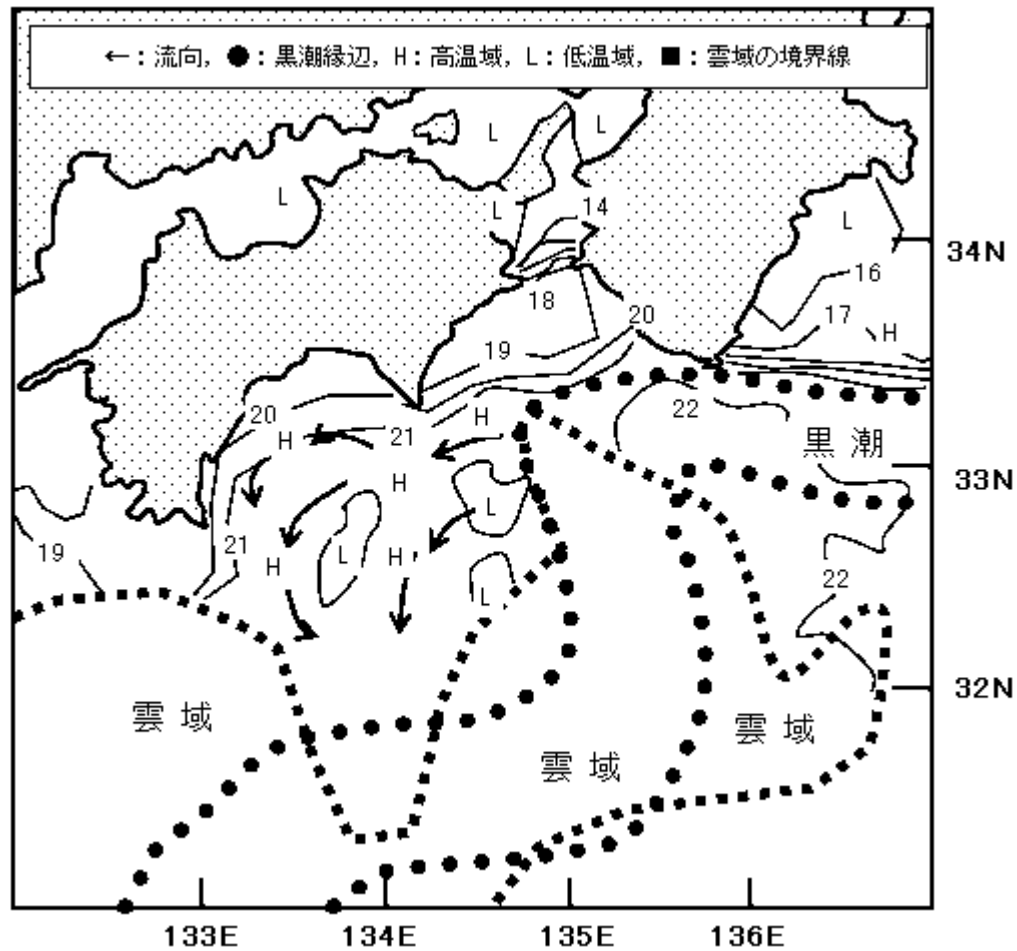 ←：流向，●：黒潮縁辺，H：高温域，L：低温域，■：雲域の境界線
L
L
L
L
L
14
34N
16
18
20
17
H
19
22
20
H
21
H
黒潮
H
33N
L
19
21
H
L
H
22
L
32N
雲域
雲域
雲域
133E
134E
135E
136E